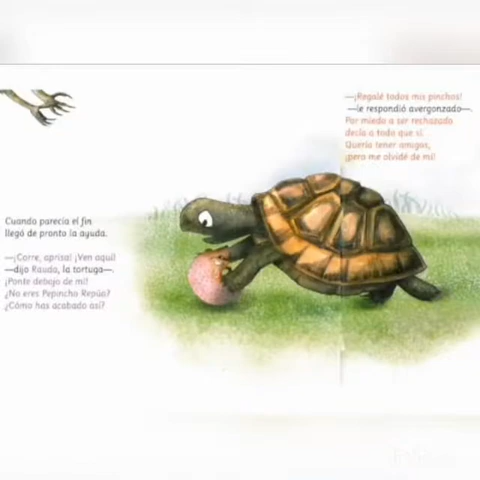 Cuando parecía el fin
llegó de pronto la ayuda.
—¡Corre, aprisa! ¡Ven aquí!
—dijo Rauda, la tortuga—.
¡Ponte debajo de mí!
¿No eres Pepincho Repúo?
¿Cómo has acabado así?
—¡Regalé todos mis pinchos!
—le respondió avergonzado—.
Por miedo a ser rechazado
decía a todo que sí.
Quería tener amigos,
¡pero me olvidé de mí!